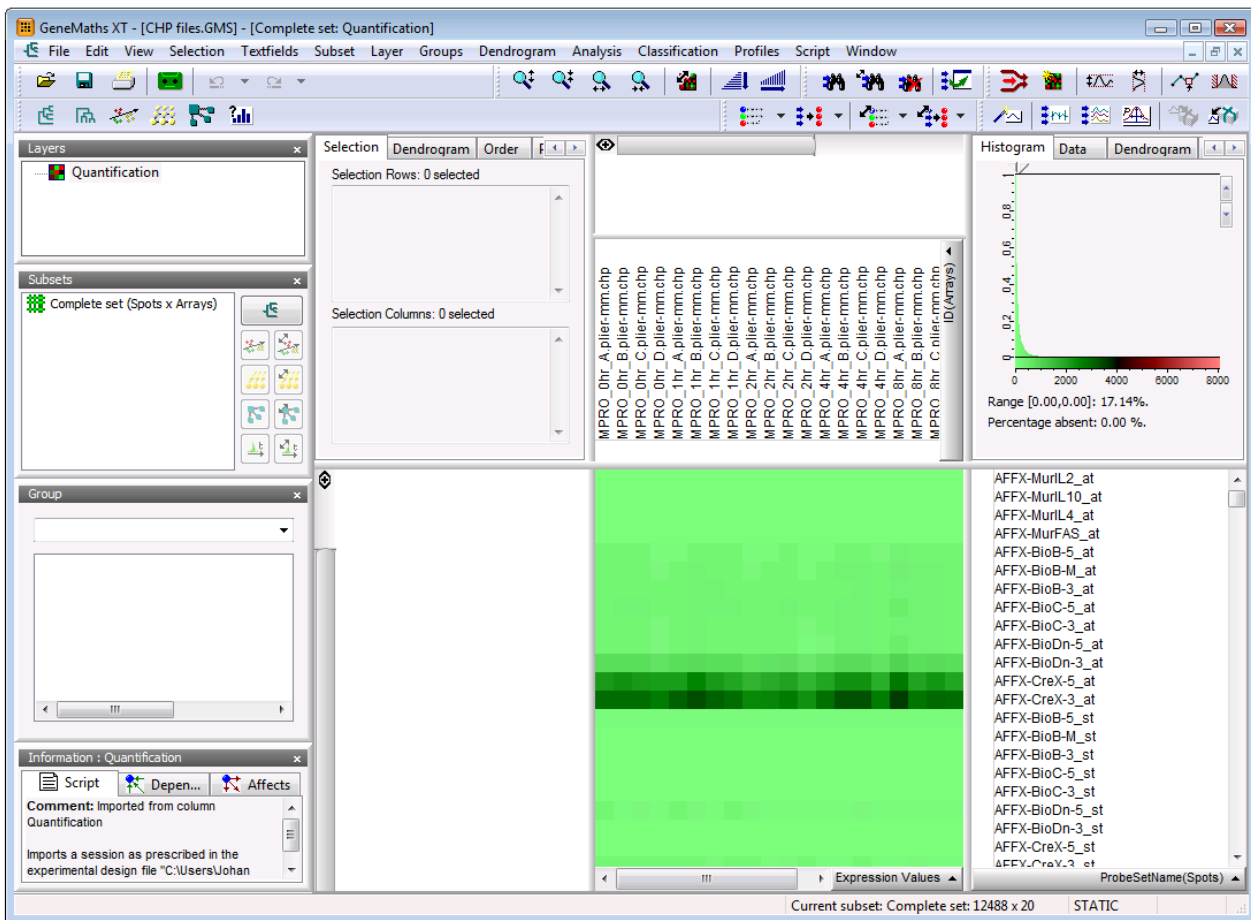 GeneMaths XT - [CHP files.GMS] - [Complete set: Quantification]
File Edit View Selection Textfields Subset Layer Groups Dendrogram Analysis Classification Profiles Script Window
Layers
Quantification
Subsets
Complete set (Spots x Arrays)
Group
Information : Quantification
Script Depen... Affects
Comment: Imported from column
Quantification
Imports a session as prescribed in the
experimental design file "C:\Users\Johan
Selection Dendrogram Order
Selection Rows: 0 selected
Selection Columns: 0 selected
MPRO_0hr_A.plier-mm.chp
MPRO_0hr_B.plier-mm.chp
MPRO_0hr_C.plier-mm.chp
MPRO_0hr_D.plier-mm.chp
MPRO_1hr_A.plier-mm.chp
MPRO_1hr_B.plier-mm.chp
MPRO_1hr_C.plier-mm.chp
MPRO_1hr_D.plier-mm.chp
MPRO_2hr_A.plier-mm.chp
MPRO_2hr_B.plier-mm.chp
MPRO_2hr_C.plier-mm.chp
MPRO_2hr_D.plier-mm.chp
MPRO_4hr_A.plier-mm.chp
MPRO_4hr_B.plier-mm.chp
MPRO_4hr_C.plier-mm.chp
MPRO_4hr_D.plier-mm.chp
MPRO_8hr_A.plier-mm.chp
MPRO_8hr_B.plier-mm.chp
MPRO_8hr_C.plier-mm.chp
ID(Arrays)
Histogram Data Dendrogram
1
0,8
0,6
0,4
0,2
0
0 2000 4000 6000 8000
Range [0.00,0.00]: 17.14%.
Percentage absent: 0.00 %.
AFFX-MurIL2_at
AFFX-MurIL10_at
AFFX-MurIL4_at
AFFX-MurFAS_at
AFFX-BioB-5_at
AFFX-BioB-M_at
AFFX-BioB-3_at
AFFX-BioC-5_at
AFFX-BioC-3_at
AFFX-BioDn-5_at
AFFX-BioDn-3_at
AFFX-CreX-5_at
AFFX-CreX-3_at
AFFX-BioB-5_st
AFFX-BioB-M_st
AFFX-BioB-3_st
AFFX-BioC-5_st
AFFX-BioC-3_st
AFFX-BioDn-5_st
AFFX-BioDn-3_st
AFFX-CreX-5_st
AFFX-CreX-3_st
Expression Values
ProbeSetName(Spots)
Current subset: Complete set: 12488 x 20 STATIC